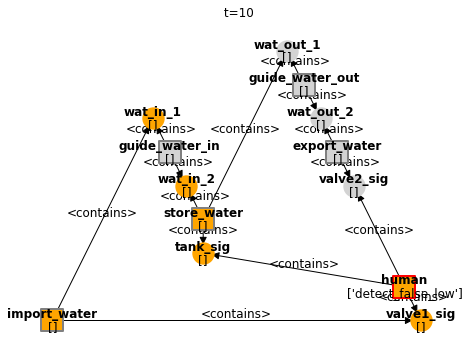 t=10
wat_out_1
[]
<contains>
guide_water_out
[]
<contains>
wat_in_1
[]
wat_out_2
[]
<contains>
<contains>
<contains>
guide_water_in
[]
export_water
[]
<contains>
<contains>
wat_in_2
[]
valve2_sig
[]
<contains>
store_water
[]
<contains>
<contains>
<contains>
tank_sig
[]
<contains>
human
['detect_false_low']
<contains>
import_water
[]
<contains>
valve1_sig
[]